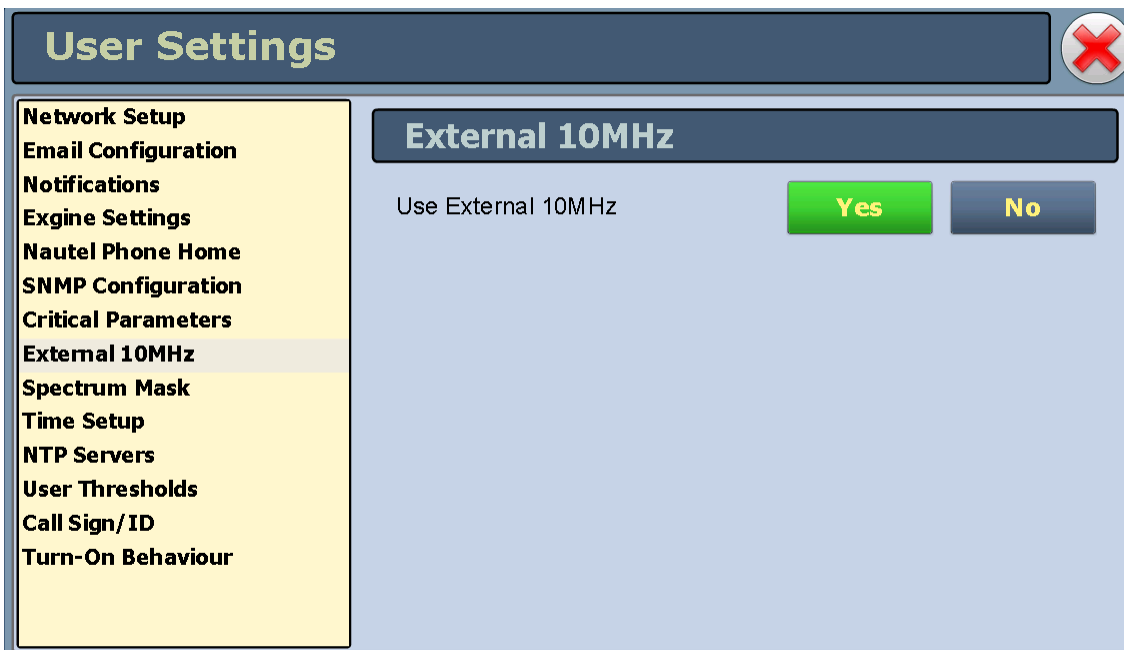 User Settings
Network Setup
Email Configuration
Notifications
Exgine Settings
Nautel Phone Home
SNMP Configuration
Critical Parameters
External 10MHz
Spectrum Mask
Time Setup
NTP Servers
User Thresholds
Call Sign/ID
Turn-On Behaviour
External 10MHz
Use External 10MHz
Yes
No